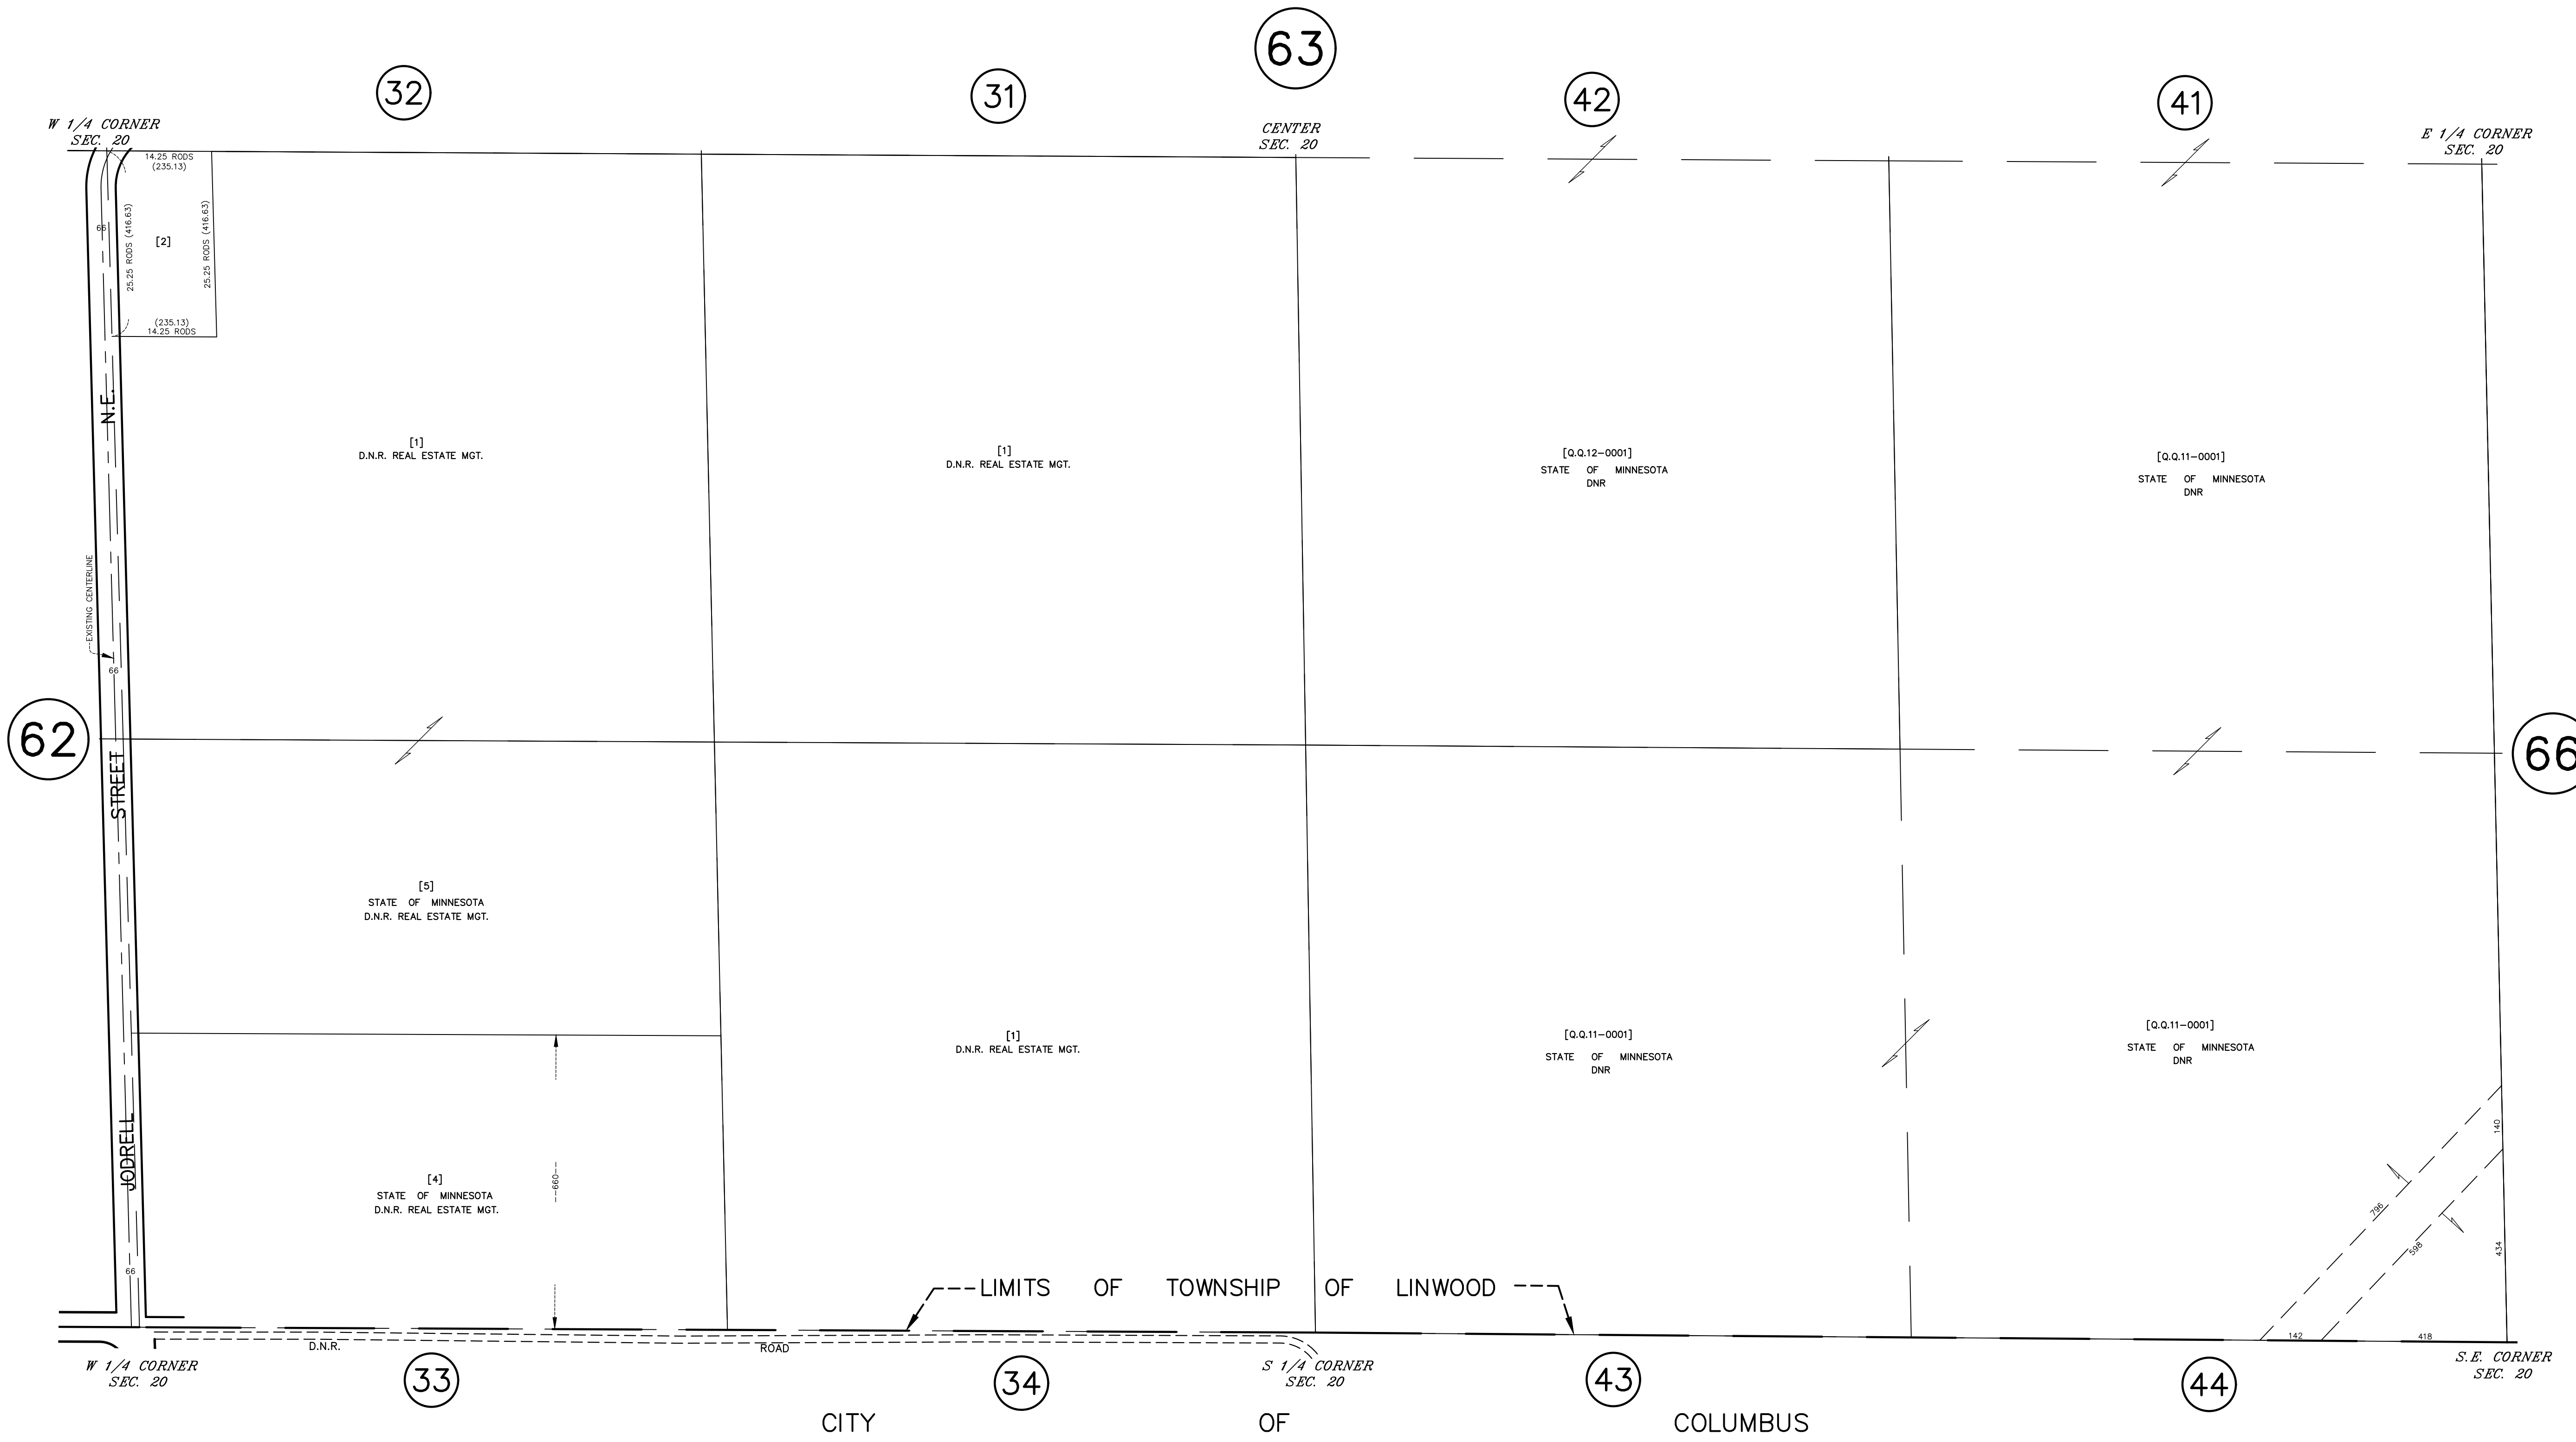 63
32
31
42
41
W 1/4 CORNER
SEC. 20
CENTER
SEC. 20
E 1/4 CORNER
SEC. 20
14.25 RODS
(235.13)
25.25 RODS (416.63)
25.25 RODS (416.63)
66
[2]
(235.13)
14.25 RODS
N.E.
[1]
D.N.R. REAL ESTATE MGT.
[1]
D.N.R. REAL ESTATE MGT.
[Q.Q.12-0001]
STATE OF MINNESOTA
DNR
[Q.Q.11-0001]
STATE OF MINNESOTA
DNR
EXISTING CENTERLINE
66
62
66
STREET
[5]
STATE OF MINNESOTA
D.N.R. REAL ESTATE MGT.
[1]
D.N.R. REAL ESTATE MGT.
[Q.Q.11-0001]
STATE OF MINNESOTA
DNR
[Q.Q.11-0001]
STATE OF MINNESOTA
DNR
JODRELL
[4]
STATE OF MINNESOTA
D.N.R. REAL ESTATE MGT.
660
140
796
598
434
66
LIMITS OF TOWNSHIP OF LINWOOD
142
418
D.N.R. ROAD
W 1/4 CORNER
SEC. 20
33
34
S 1/4 CORNER
SEC. 20
43
44
S.E. CORNER
SEC. 20
CITY OF COLUMBUS